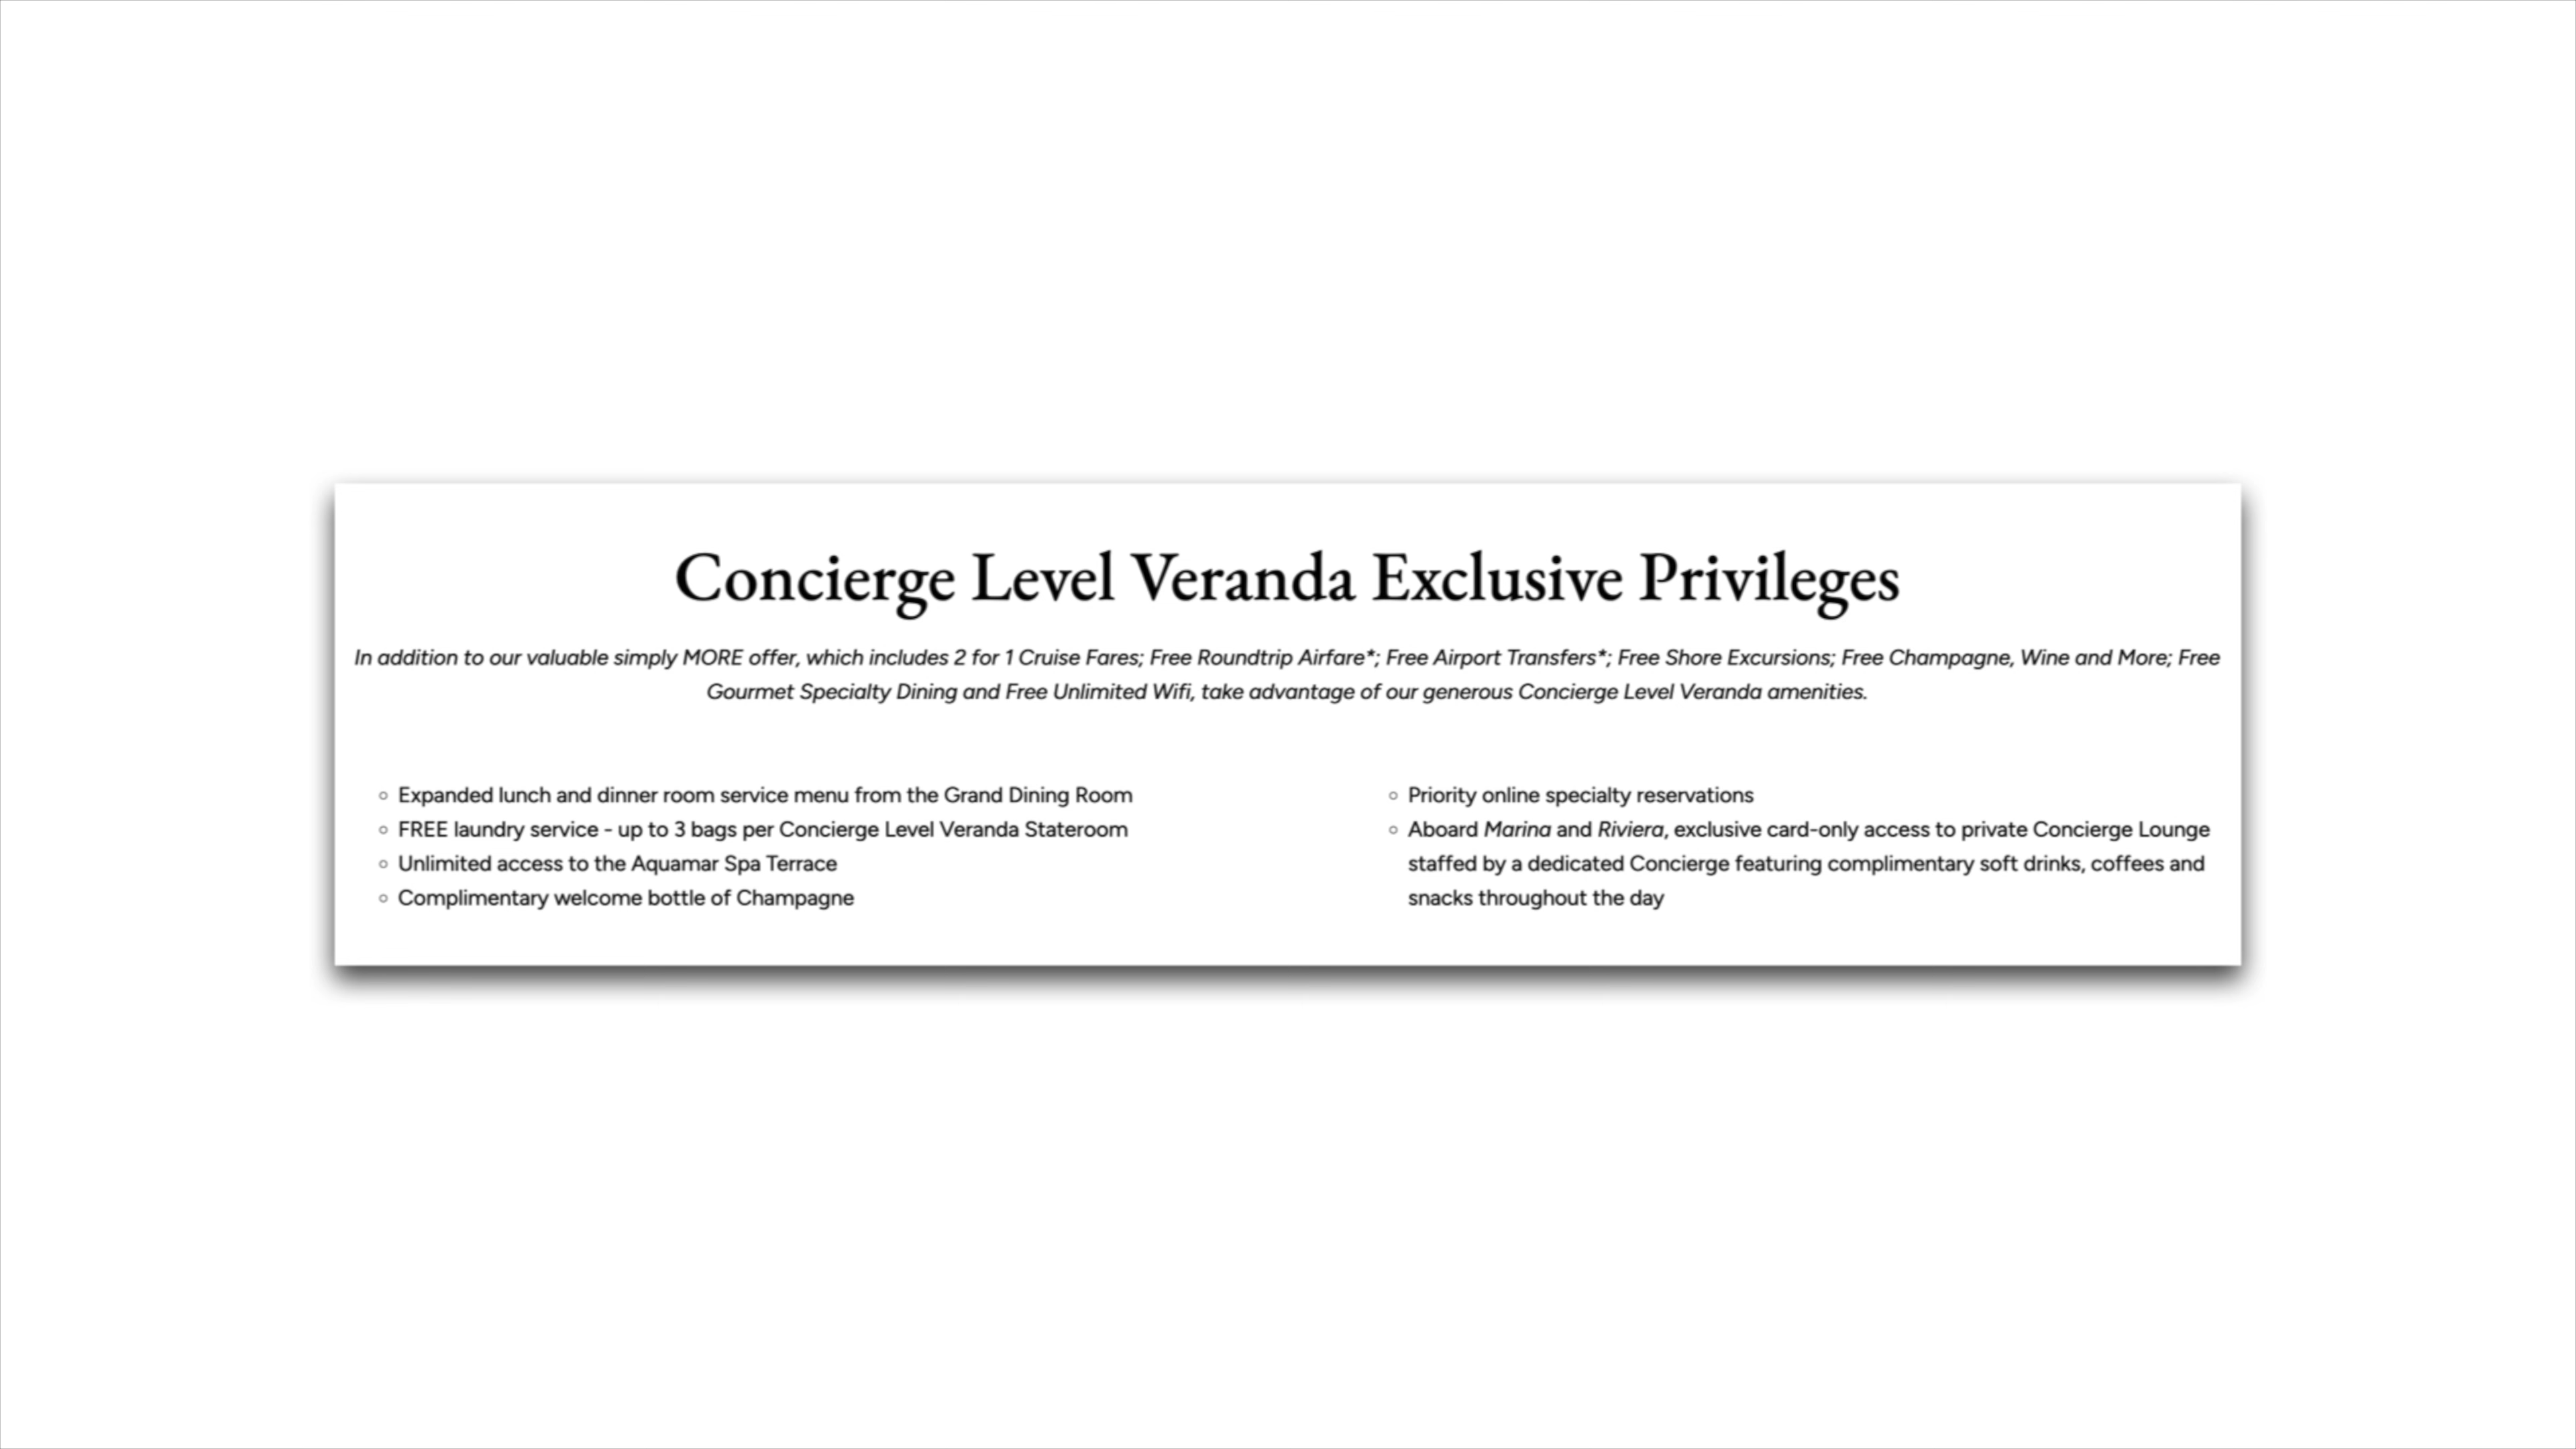 Concierge Level Veranda Exclusive Privileges
In addition to our valuable simply MORE offer, which includes 2 for 1 Cruise Fares; Free Roundtrip Airfare*; Free Airport Transfers*; Free Shore Excursions; Free Champagne, Wine and More; Free
Gourmet Specialty Dining and Free Unlimited Wifi, take advantage of our generous Concierge Level Veranda amenities.
◦ Expanded lunch and dinner room service menu from the Grand Dining Room
◦ FREE laundry service - up to 3 bags per Concierge Level Veranda Stateroom
◦ Unlimited access to the Aquamar Spa Terrace
◦ Complimentary welcome bottle of Champagne
◦ Priority online specialty reservations
◦ Aboard Marina and Riviera, exclusive card-only access to private Concierge Lounge
staffed by a dedicated Concierge featuring complimentary soft drinks, coffees and
snacks throughout the day